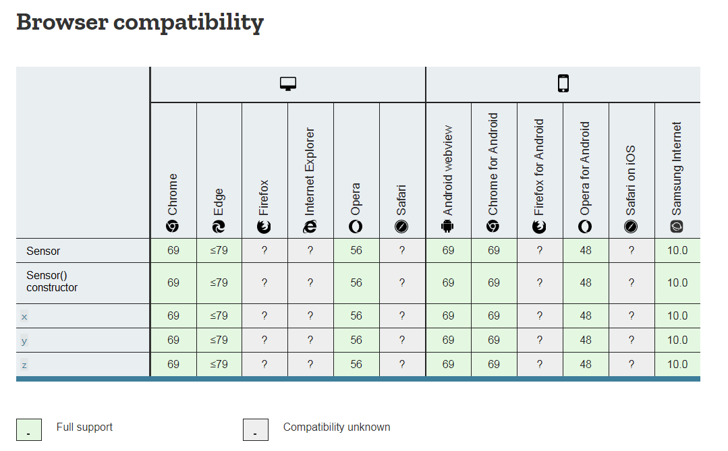 Browser compatibility
Chrome
Edge
Firefox
Internet Explorer
Opera
Safari
Android webview
Chrome for Android
Firefox for Android
Opera for Android
Safari on iOS
Samsung Internet
Sensor 69 ≤79 ? ? 56 ? 69 69 ? 48 ? 10.0
Sensor()
constructor 69 ≤79 ? ? 56 ? 69 69 ? 48 ? 10.0
x 69 ≤79 ? ? 56 ? 69 69 ? 48 ? 10.0
y 69 ≤79 ? ? 56 ? 69 69 ? 48 ? 10.0
z 69 ≤79 ? ? 56 ? 69 69 ? 48 ? 10.0
- Full support - Compatibility unknown